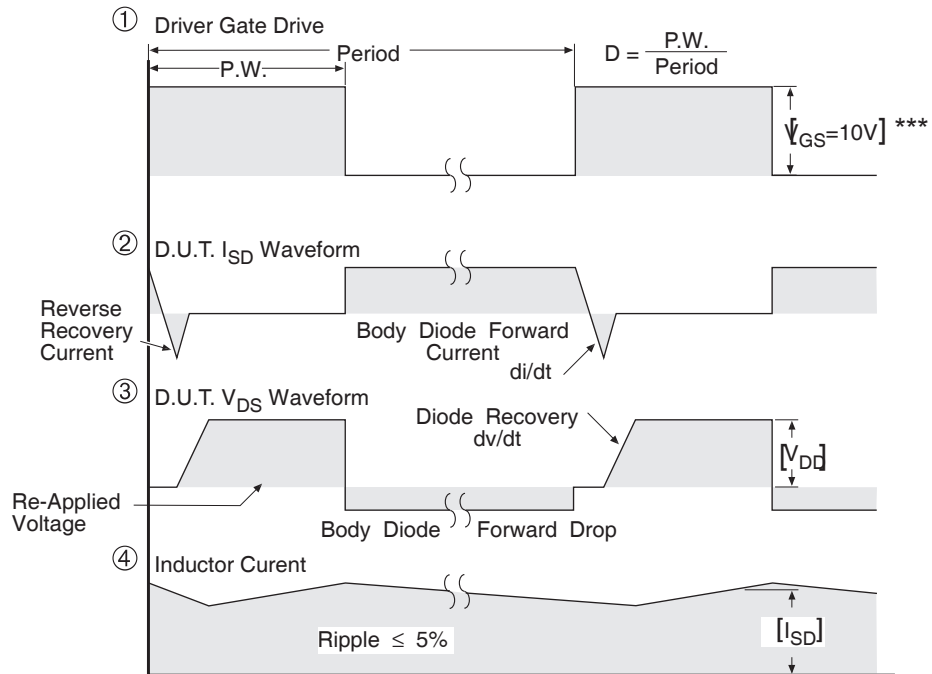 ① Driver Gate Drive
P.W.
Period
D = P.W. / Period
[VGS=10V] ***
② D.U.T. ISD Waveform
Reverse
Recovery
Current
Body Diode Forward
Current
di/dt
③ D.U.T. VDS Waveform
Diode Recovery
dv/dt
[VDD]
Re-Applied
Voltage
Body Diode Forward Drop
④ Inductor Curent
Ripple ≤ 5%
[ISD]